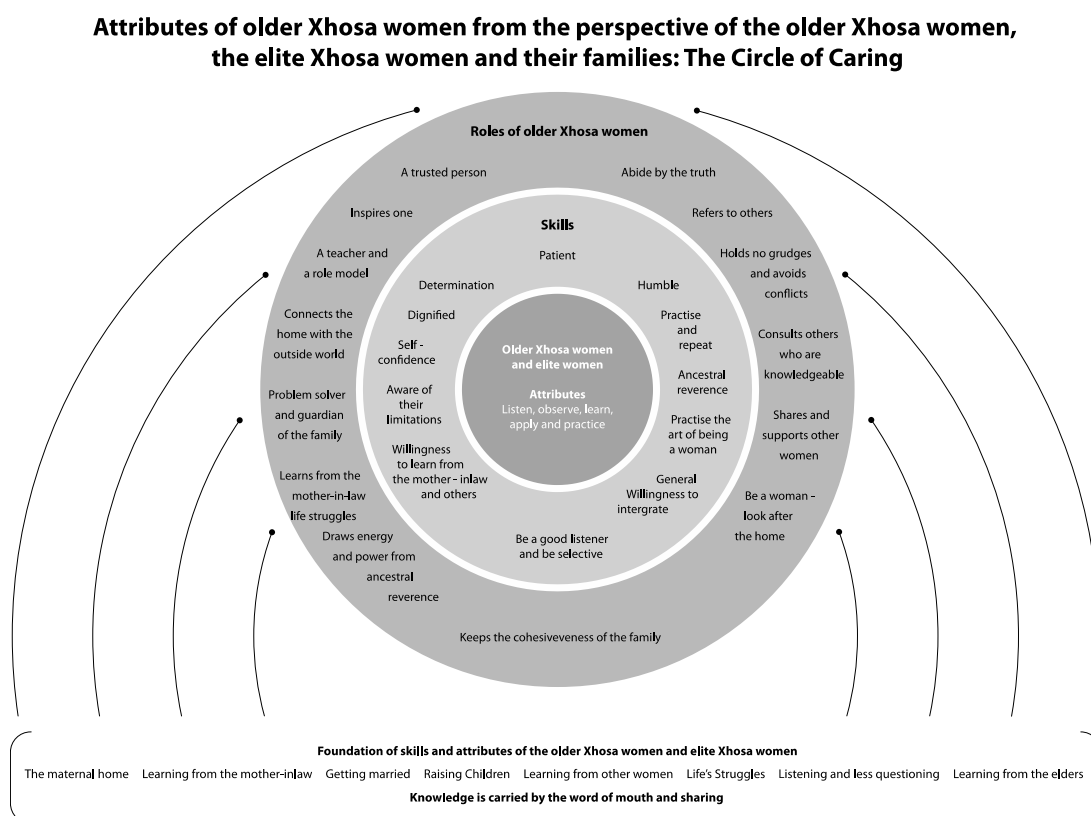 Attributes of older Xhosa women from the perspective of the older Xhosa women,
the elite Xhosa women and their families: The Circle of Caring
Roles of older Xhosa women
A trusted person
Inspires one
A teacher and
a role model
Connects the
home with the
outside world
Problem solver
and guardian
of the family
Learns from the
mother-in-law
life struggles
Draws energy
and power from
ancestral
reverence
Keeps the cohesiveveness of the family
Abide by the truth
Refers to others
Holds no grudges
and avoids
conflicts
Consults others
who are
knowledgeable
Shares and
supports other
women
Be a woman –
look after
the home
Skills
Patient
Determination
Dignified
Self -
confidence
Aware of
their
limitations
Willingness
to learn from
the mother – inlaw
and others
Be a good listener
and be selective
Humble
Practise
and
repeat
Ancestral
reverence
Practise the
art of being
a woman
General
Willingness to
intergrate
Older Xhosa women
and elite women
Attributes
Listen, observe, learn,
apply and practice
Foundation of skills and attributes of the older Xhosa women and elite Xhosa women
The maternal home Learning from the mother-inlaw Getting married Raising Children Learning from other women Life's Struggles Listening and less questioning Learning from the elders
Knowledge is carried by the word of mouth and sharing